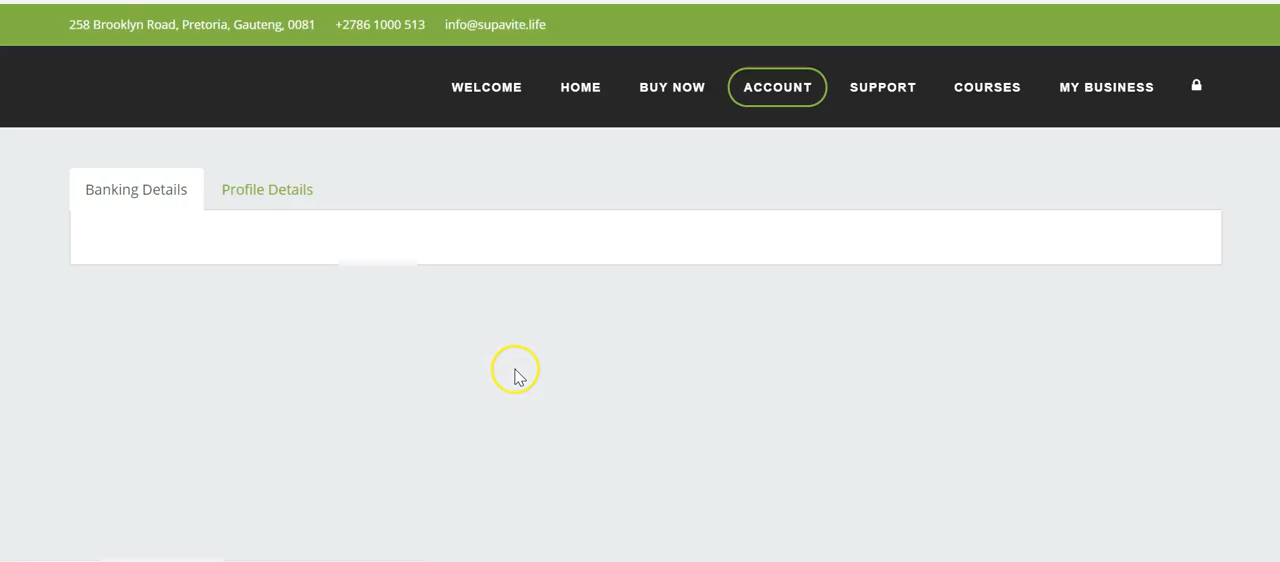 258 Brooklyn Road, Pretoria, Gauteng, 0081 +2786 1000 513 info@supavite.life
WELCOME HOME BUY NOW ACCOUNT SUPPORT COURSES MY BUSINESS
Banking Details Profile Details